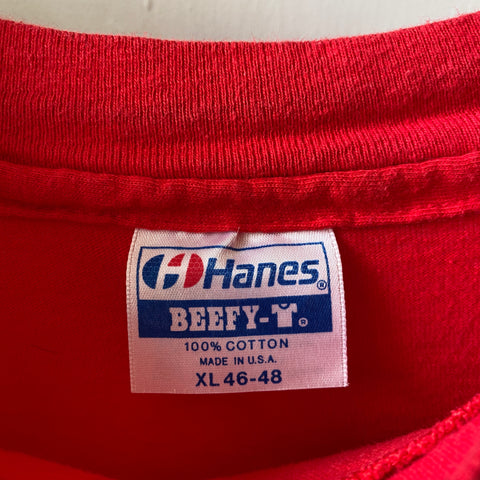 Hanes®
BEEFY-T®
100% COTTON
MADE IN U.S.A.
XL 46-48